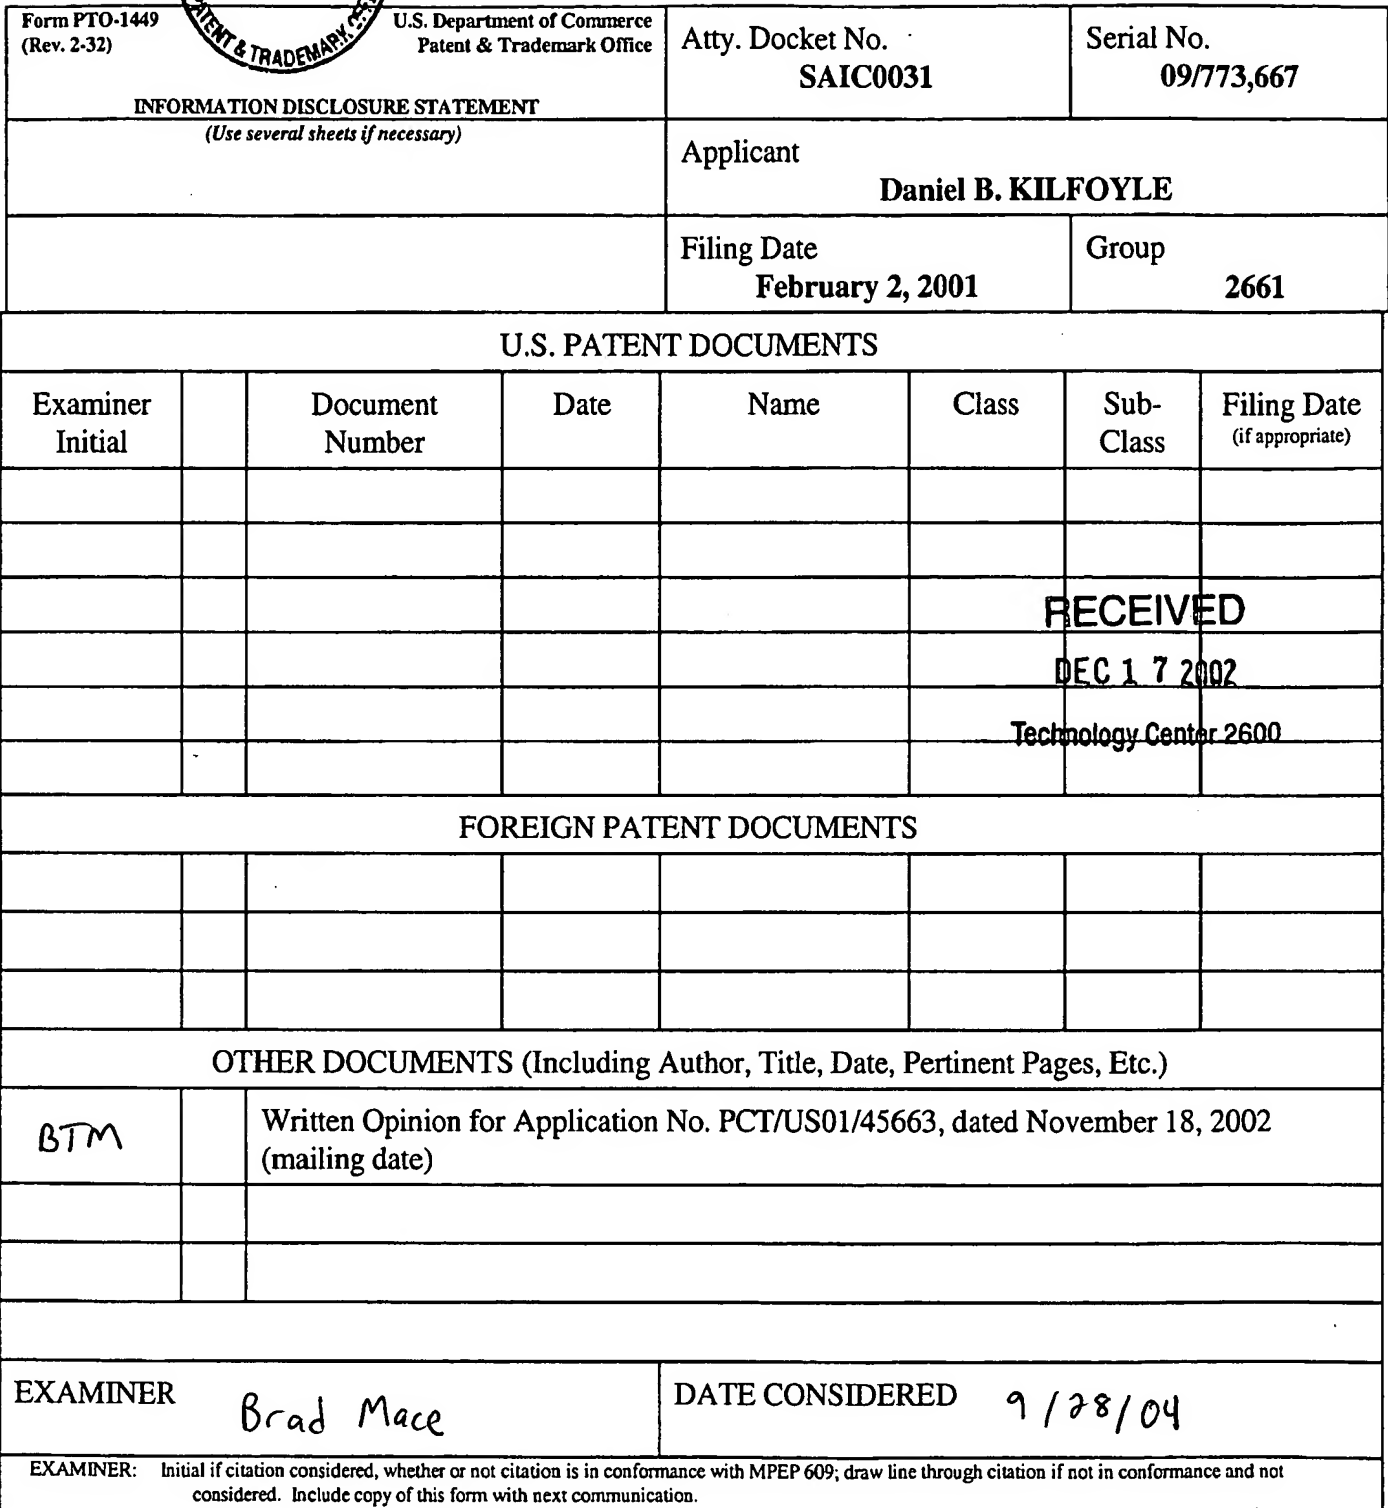 Form PTO-1449
(Rev. 2-32)
PATENT & TRADEMARK
U.S. Department of Commerce
Patent & Trademark Office
INFORMATION DISCLOSURE STATEMENT
(Use several sheets if necessary)
Atty. Docket No.
SAIC0031
Serial No.
09/773,667
Applicant
Daniel B. KILFOYLE
Filing Date
February 2, 2001
Group
2661
U.S. PATENT DOCUMENTS
Examiner
Initial
Document
Number
Date
Name
Class
Sub-
Class
Filing Date
(if appropriate)
RECEIVED
DEC 17 2002
Technology Center 2600
FOREIGN PATENT DOCUMENTS
OTHER DOCUMENTS (Including Author, Title, Date, Pertinent Pages, Etc.)
BTM
Written Opinion for Application No. PCT/US01/45663, dated November 18, 2002
(mailing date)
EXAMINER
Brad Mace
DATE CONSIDERED
9/28/04
EXAMINER: Initial if citation considered, whether or not citation is in conformance with MPEP 609; draw line through citation if not in conformance and not
considered. Include copy of this form with next communication.